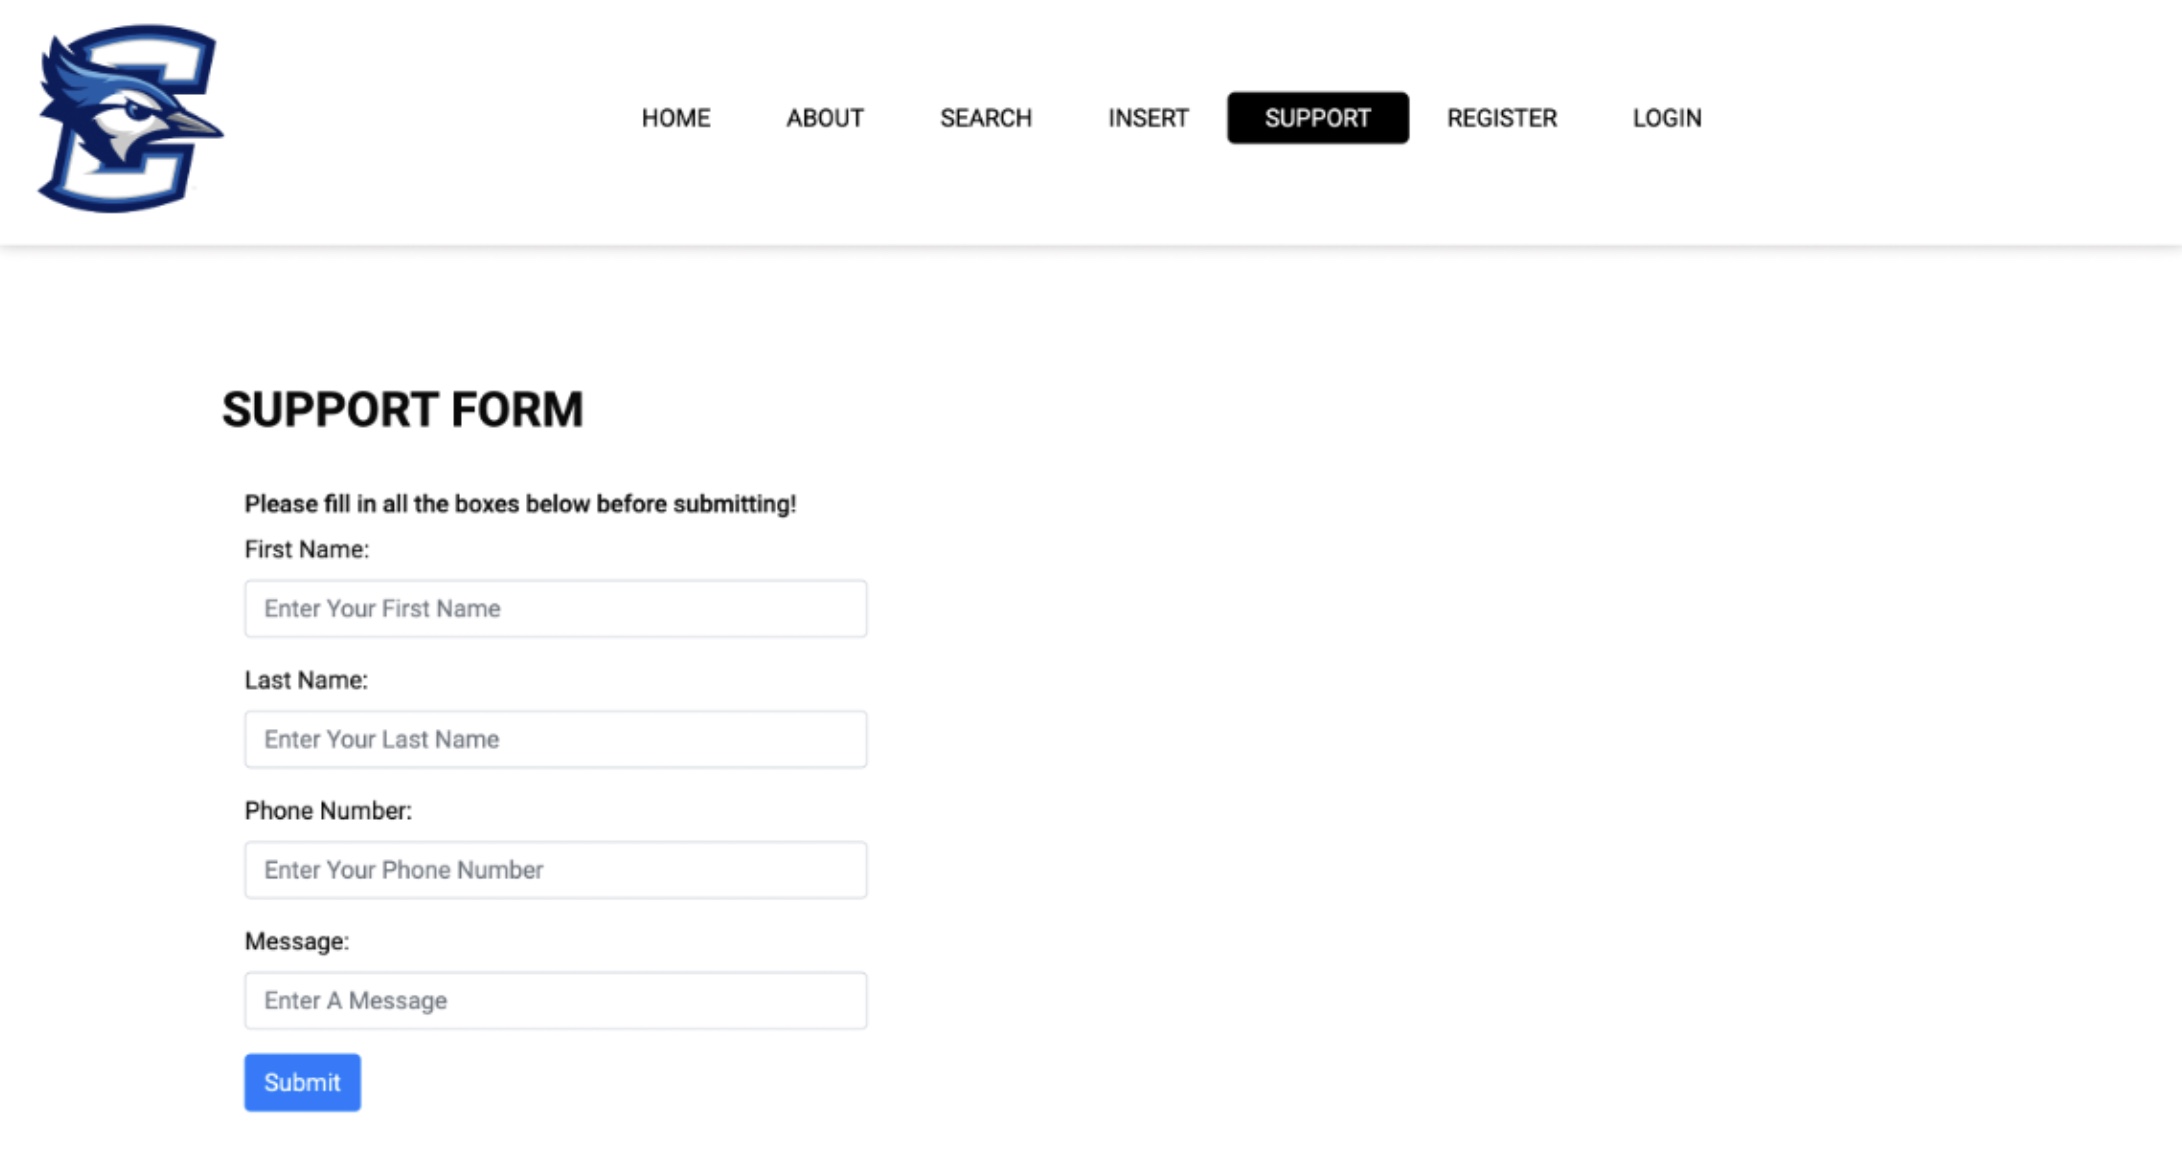 HOME ABOUT SEARCH INSERT SUPPORT REGISTER LOGIN
SUPPORT FORM
Please fill in all the boxes below before submitting!
First Name:
Enter Your First Name
Last Name:
Enter Your Last Name
Phone Number:
Enter Your Phone Number
Message:
Enter A Message
Submit